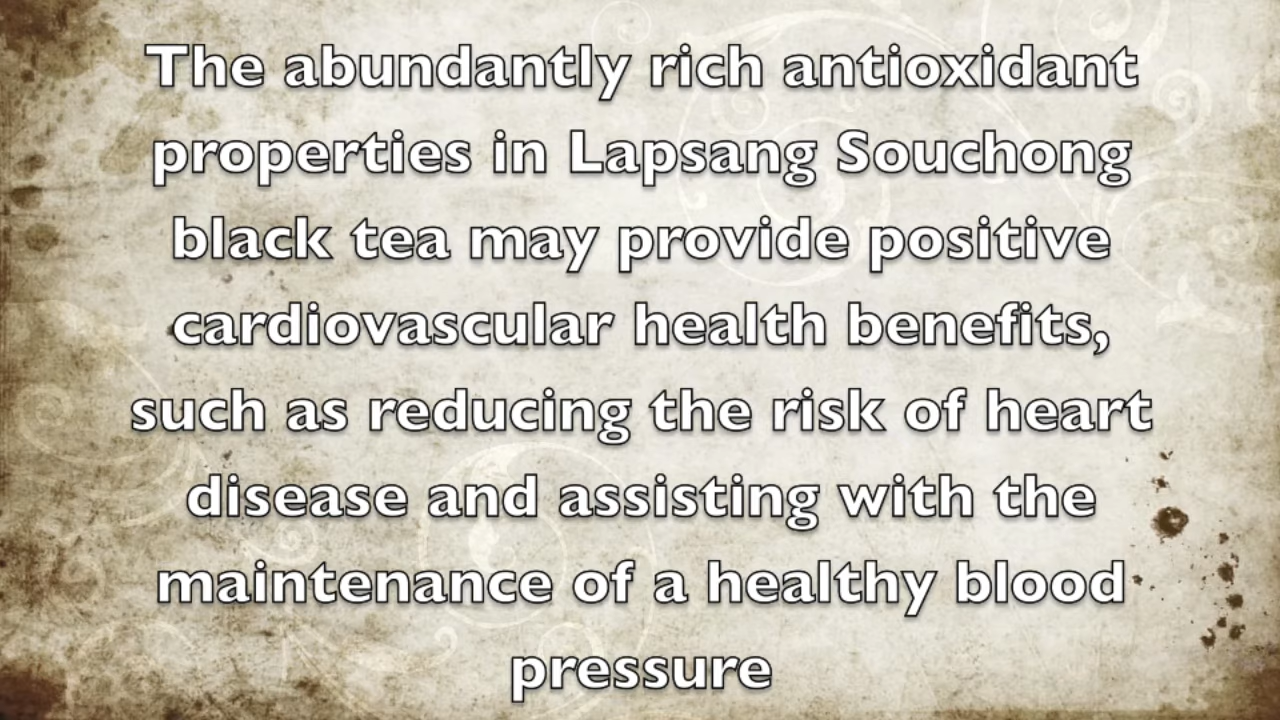 The abundantly rich antioxidant
properties in Lapsang Souchong
black tea may provide positive
cardiovascular health benefits,
such as reducing the risk of heart
disease and assisting with the
maintenance of a healthy blood
pressure